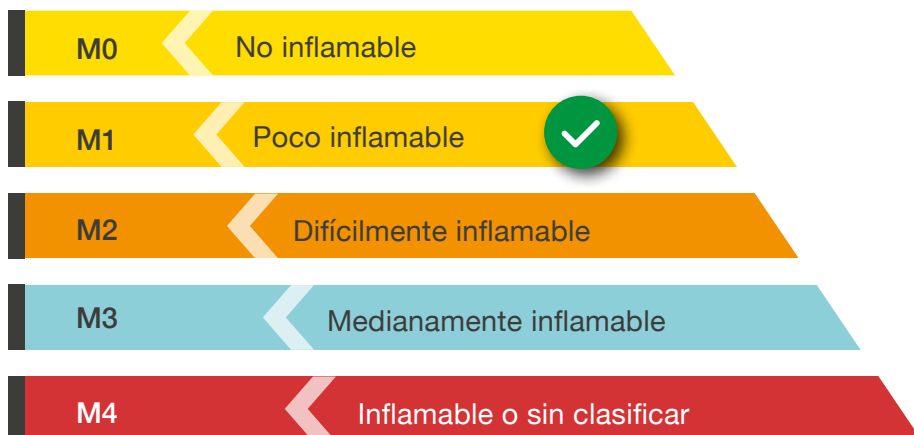 M0 No inflamable
M1 Poco inflamable
M2 Difícilmente inflamable
M3 Medianamente inflamable
M4 Inflamable o sin clasificar